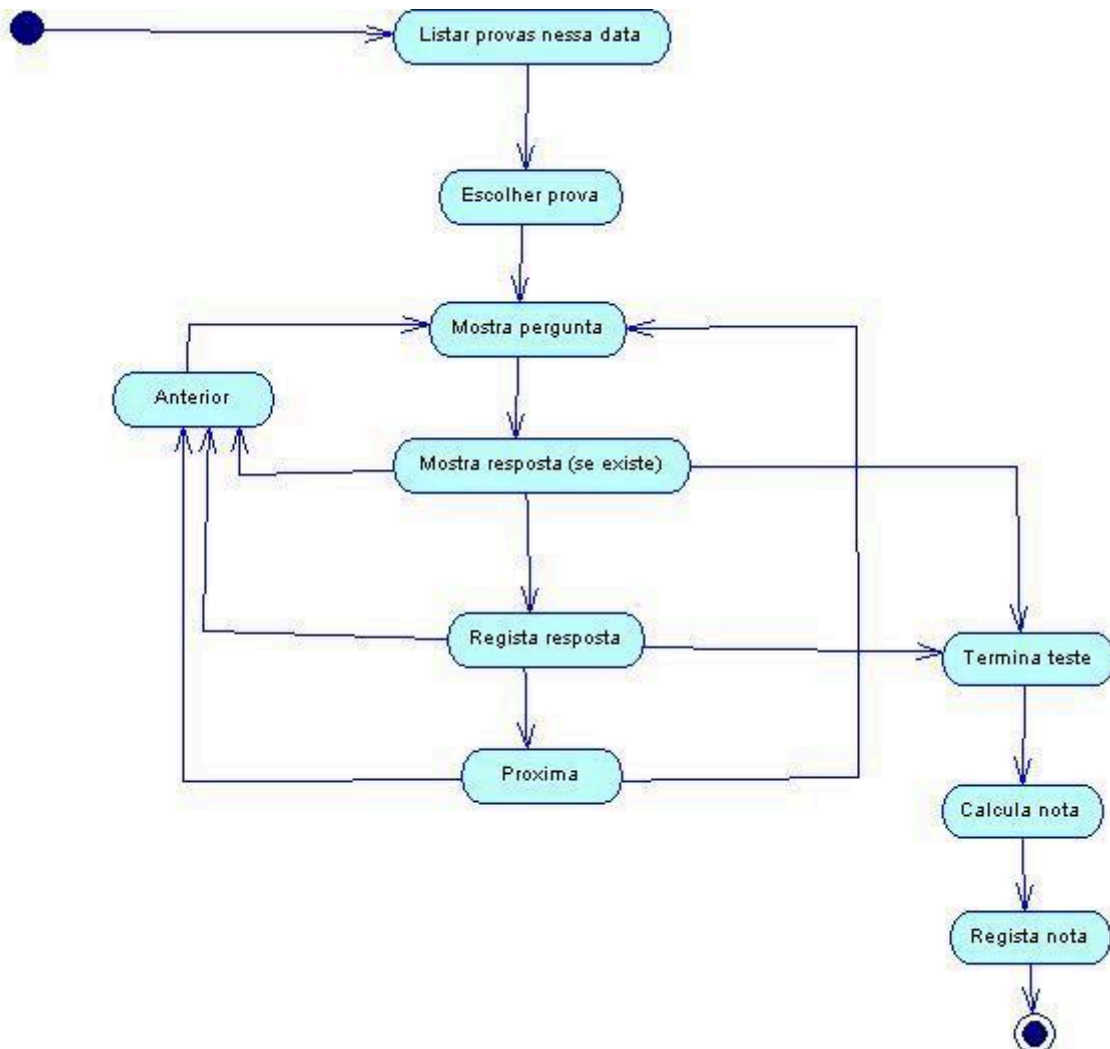 Listar provas nessa data
Escolher prova
Mostra pergunta
Anterior
Mostra resposta (se existe)
Regista resposta
Termina teste
Proxima
Calcula nota
Regista nota